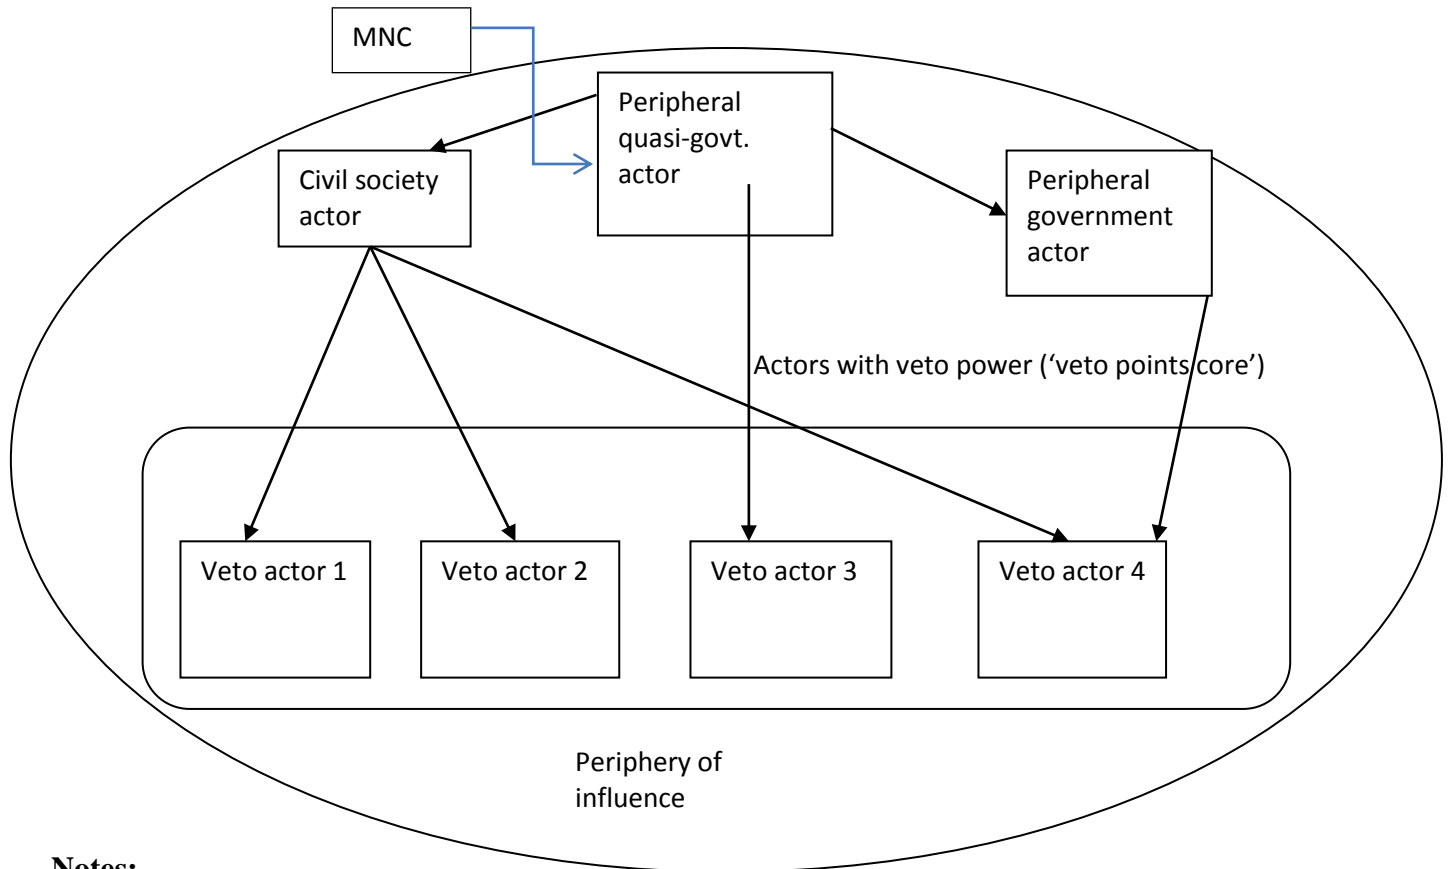 MNC
Peripheral
quasi-govt.
actor
Civil society
actor
Peripheral
government
actor
Actors with veto power (‘veto points core’)
Veto actor 1
Veto actor 2
Veto actor 3
Veto actor 4
Periphery of
influence
Notes: